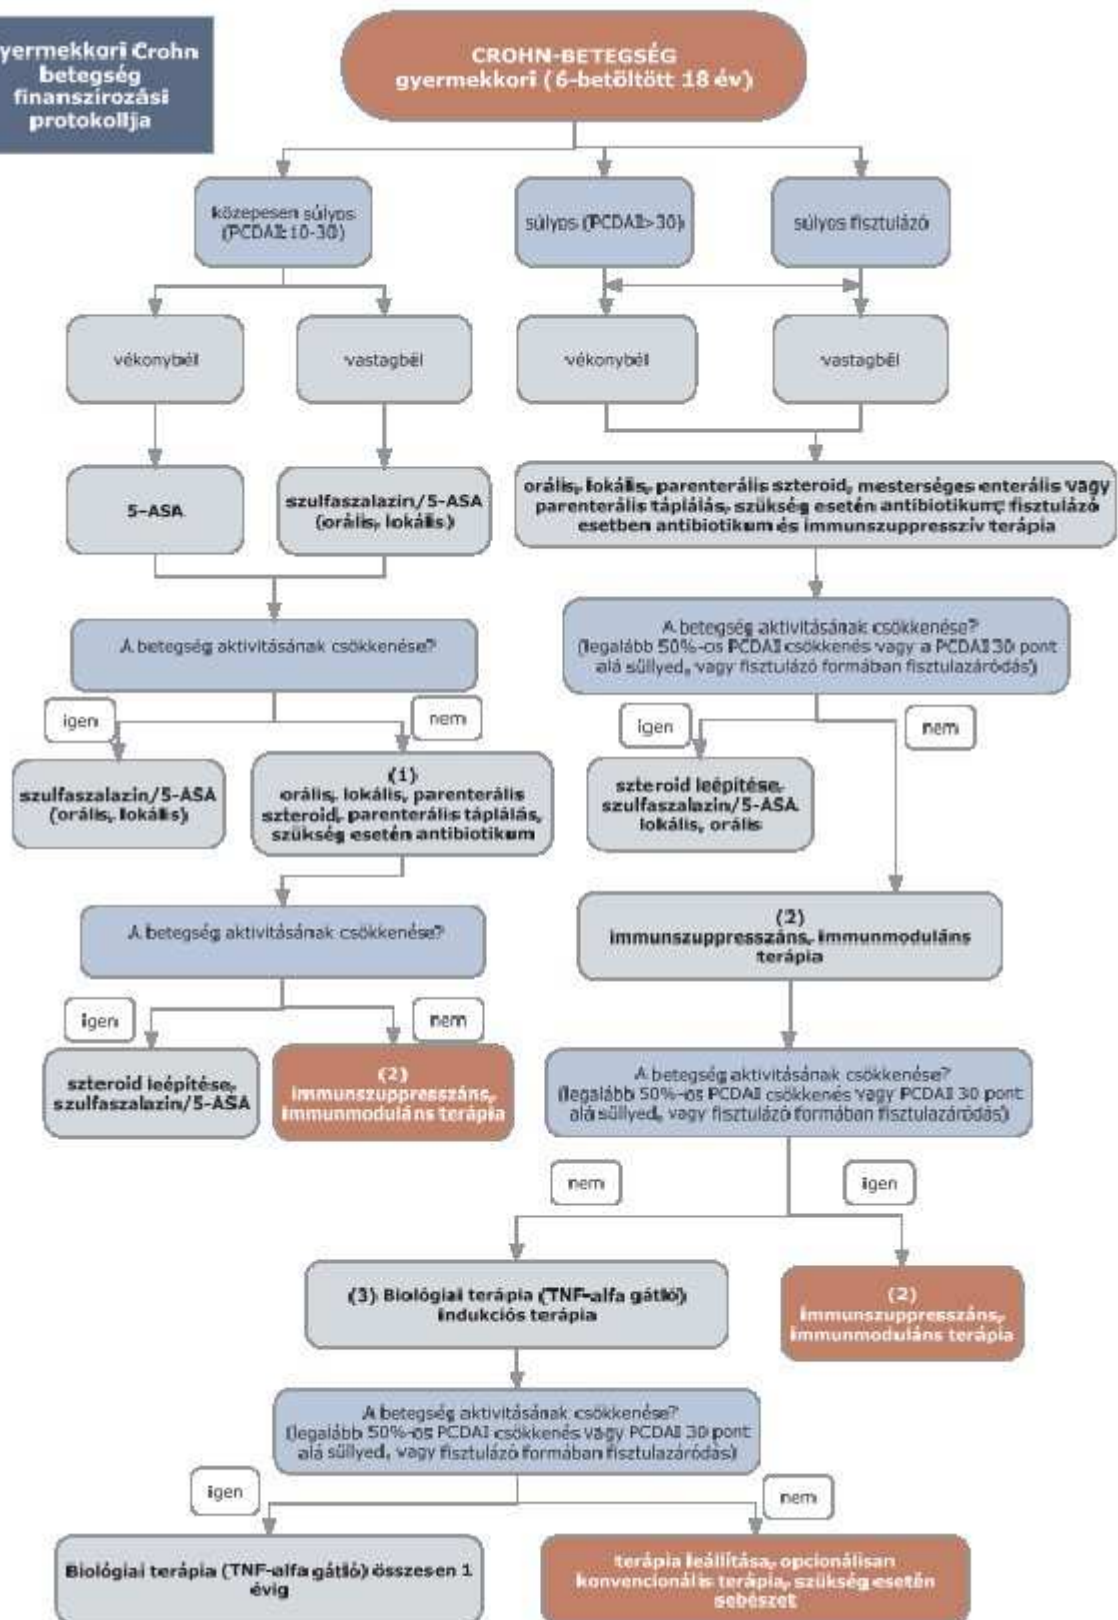 yermekkori Crohn
betegség
finanszírozási
protokollja
CROHN-BETEGSÉG
gyermekkori (6-betöltött 18 év)
közepesen súlyos
(PCDAI:10-30)
súlyos (PCDAI>30)
súlyos fisztulázó
vékonybél
vastagbél
vékonybél
vastagbél
5-ASA
szulfaszalazin/5-ASA
(orális, lokális)
orális, lokális, parenterális szteroid, mesterséges enterális vagy
parenterális táplálás, szükség esetén antibiotikum; fisztulázó
esetben antibiotikum és immunszuppresszív terápia
A betegség aktivitásának csökkenése?
A betegség aktivitásának csökkenése?
(legalább 50%-os PCDAI csökkenés vagy a PCDAI 30 pont
alá süllyed, vagy fisztulázó formában fisztulazáródás)
igen
nem
igen
nem
szulfaszalazin/5-ASA
(orális, lokális)
(1)
orális, lokális, parenterális
szteroid, parenterális táplálás,
szükség esetén antibiotikum
szteroid leépítése,
szulfaszalazin/5-ASA
lokális, orális
A betegség aktivitásának csökkenése?
(2)
immunszuppresszáns, immunmoduláns
terápia
igen
nem
szteroid leépítése,
szulfaszalazin/5-ASA
(2)
immunszuppresszáns,
immunmoduláns terápia
A betegség aktivitásának csökkenése?
(legalább 50%-os PCDAI csökkenés vagy PCDAI 30 pont
alá süllyed, vagy fisztulázó formában fisztulazáródás)
nem
igen
(3) Biológiai terápia (TNF-alfa gátló)
indukciós terápia
(2)
immunszuppresszáns,
immunmoduláns terápia
A betegség aktivitásának csökkenése?
(legalább 50%-os PCDAI csökkenés vagy PCDAI 30 pont
alá süllyed, vagy fisztulázó formában fisztulazáródás)
igen
nem
Biológiai terápia (TNF-alfa gátló) összesen 1
évig
terápia leállítása, opcionálisan
konvencionális terápia, szükség esetén
sebészet